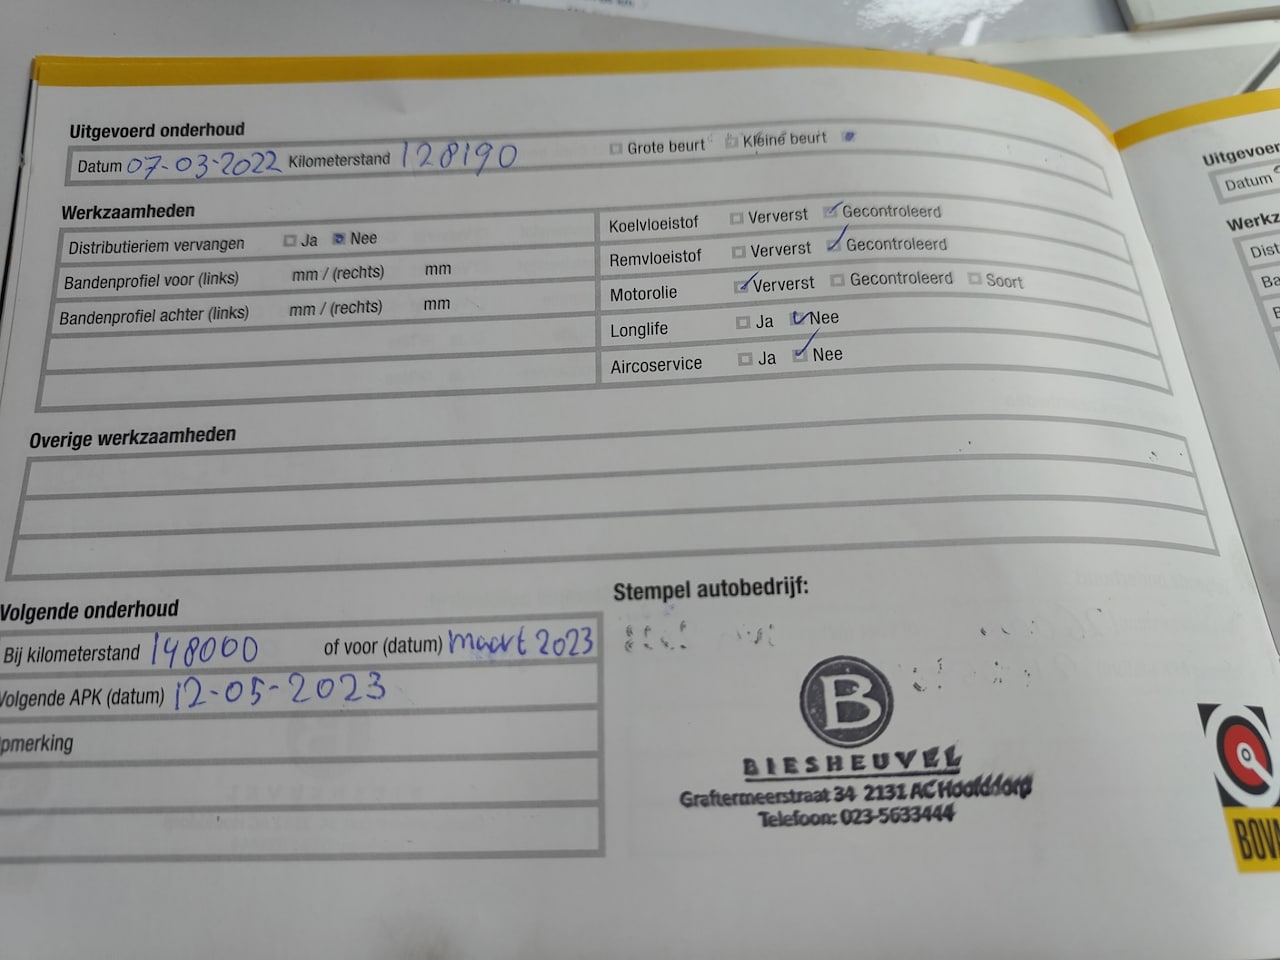 Uitgevoerd onderhoud
Datum 07-03-2022 Kilometerstand 128190 Grote beurt Kleine beurt
Werkzaamheden
Distributieriem vervangen Ja Nee
Bandenprofiel voor (links) mm / (rechts) mm
Bandenprofiel achter (links) mm / (rechts) mm
Koelvloeistof Ververst Gecontroleerd
Remvloeistof Ververst Gecontroleerd
Motorolie Ververst Gecontroleerd Soort
Longlife Ja Nee
Aircoservice Ja Nee
Overige werkzaamheden
Volgende onderhoud
Bij kilometerstand 148000 of voor (datum) maart 2023
Volgende APK (datum) 12-05-2023
pmerking
Stempel autobedrijf:
B
BIESHEUVEL
Graftermeerstraat 34 2131 AC Hoofddorp
Telefoon: 023-5633444
Uitgevoer
Datum
Werkz
Dist
Ba
B
BOV